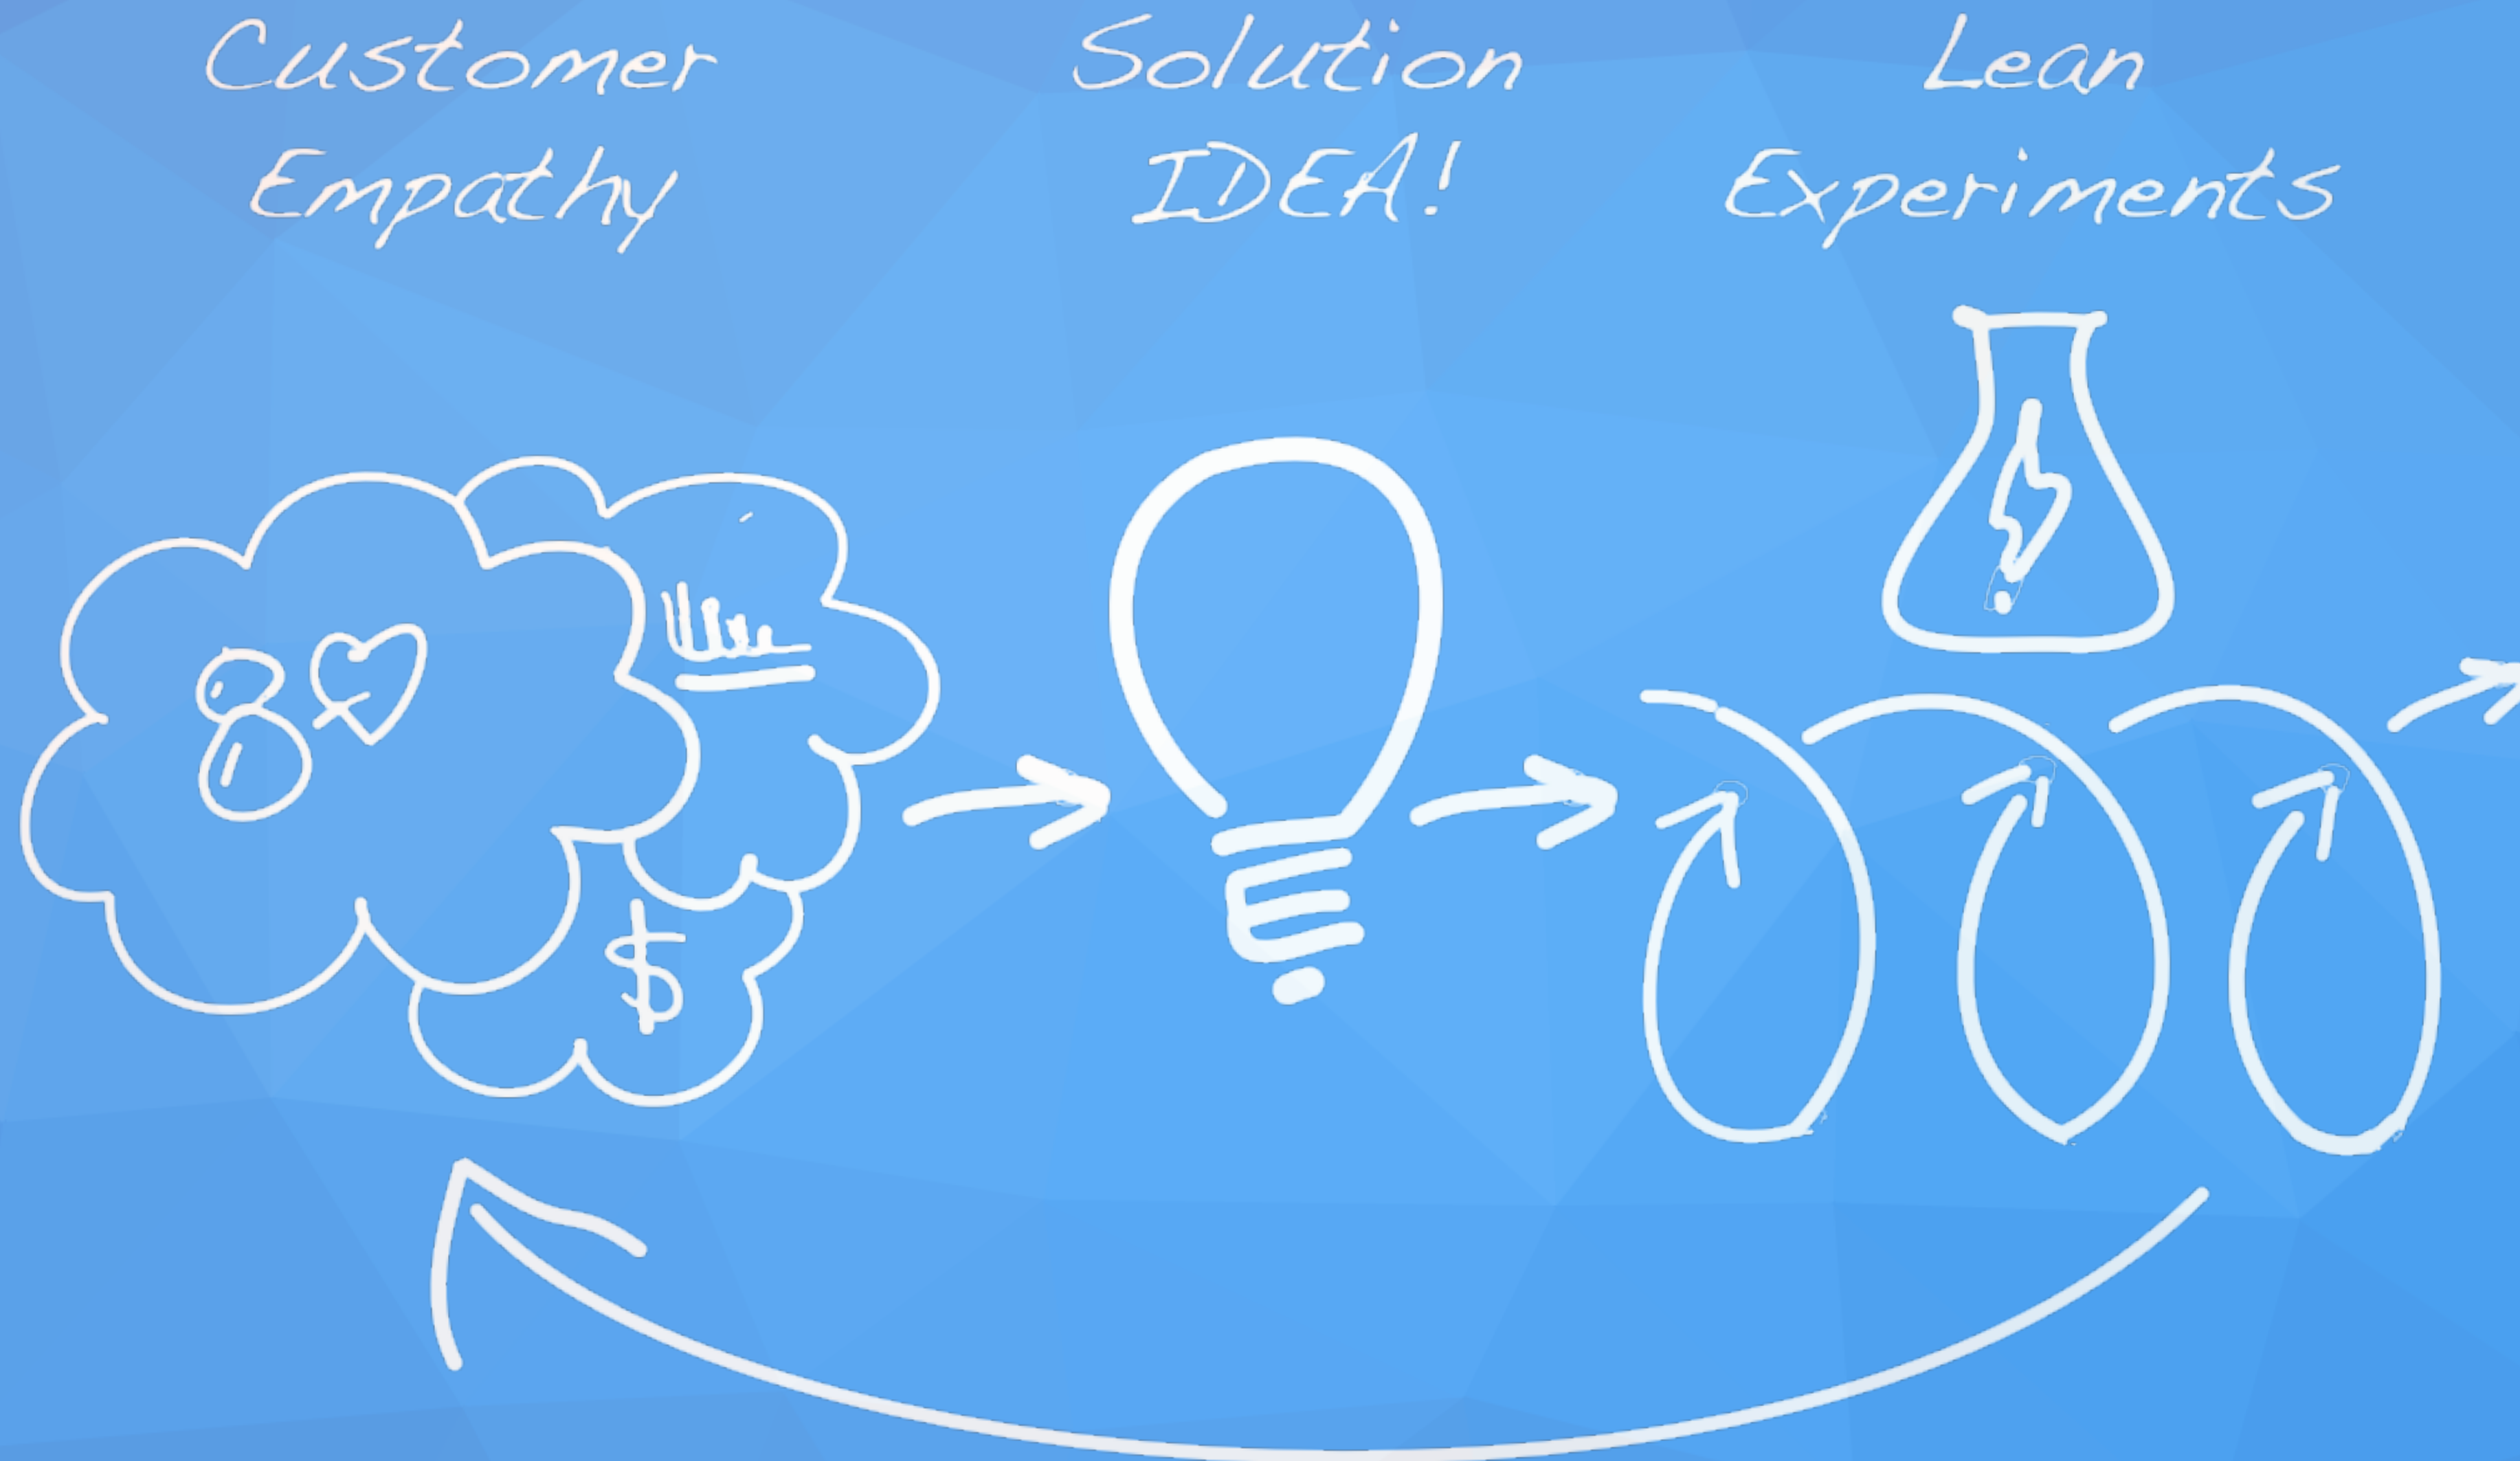 Customer
Empathy
Solution
IDEA!
Lean
Experiments
$